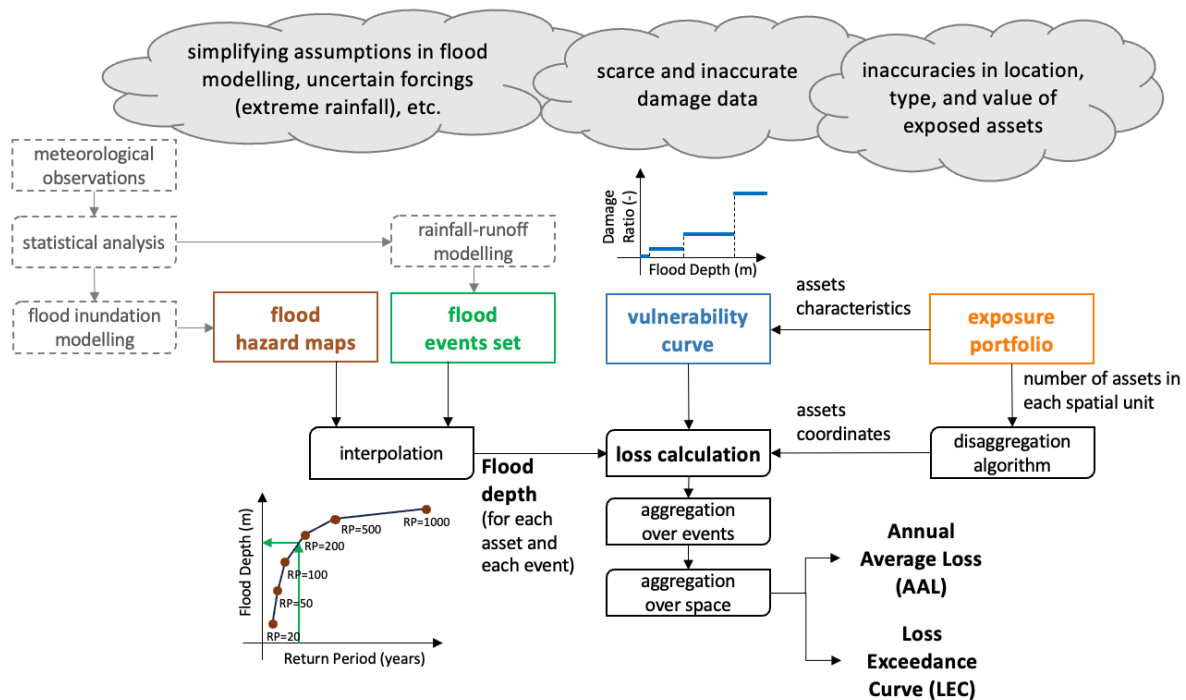 simplifying assumptions in flood
modelling, uncertain forcings
(extreme rainfall), etc.
scarce and inaccurate
damage data
inaccuracies in location,
type, and value of
exposed assets
meteorological
observations
statistical analysis
flood inundation
modelling
rainfall-runoff
modelling
Damage
Ratio (-)
Flood Depth (m)
flood
hazard maps
flood
events set
vulnerability
curve
assets
characteristics
exposure
portfolio
number of assets in
each spatial unit
interpolation
loss calculation
assets
coordinates
disaggregation
algorithm
Flood
depth
(for each
asset and
each event)
aggregation
over events
aggregation
over space
Annual
Average Loss
(AAL)
Loss
Exceedance
Curve (LEC)
Flood Depth (m)
RP=1000
RP=500
RP=200
RP=100
RP=50
RP=20
Return Period (years)